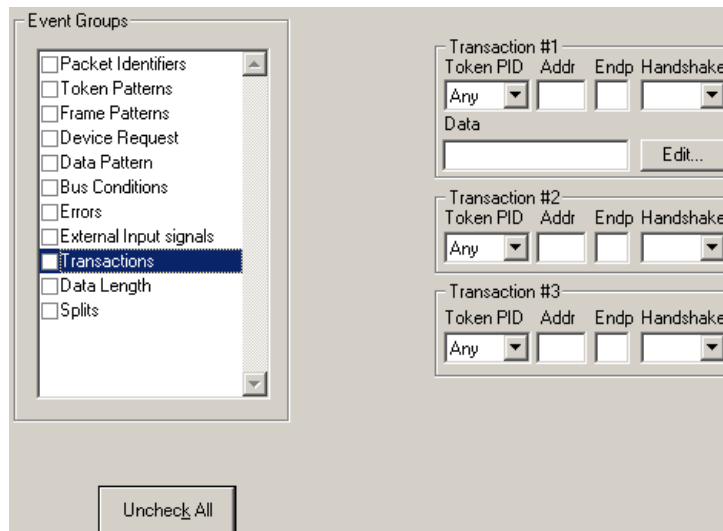 Event Groups
Packet Identifiers
Token Patterns
Frame Patterns
Device Request
Data Pattern
Bus Conditions
Errors
External Input signals
Transactions
Data Length
Splits
Uncheck All
Transaction #1
Token PID Addr Endp Handshake
Any
Data
Edit...
Transaction #2
Token PID Addr Endp Handshake
Any
Transaction #3
Token PID Addr Endp Handshake
Any